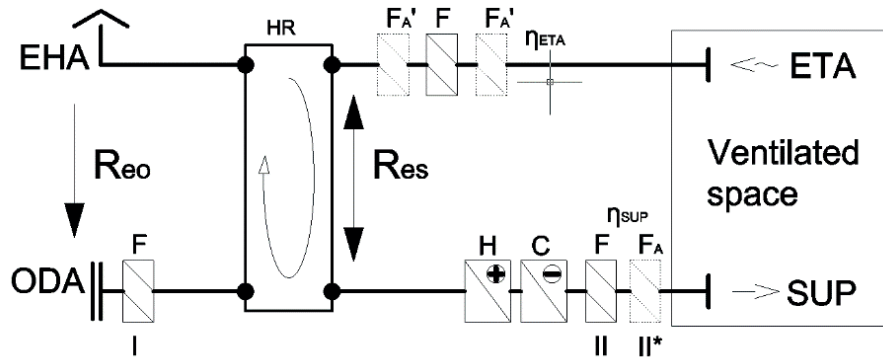 HR
F_A' F F_A'
η_ETA
EHA
ETA
R_eo
R_es
Ventilated
space
F
H C F F_A
η_SUP
ODA
SUP
I
II II*